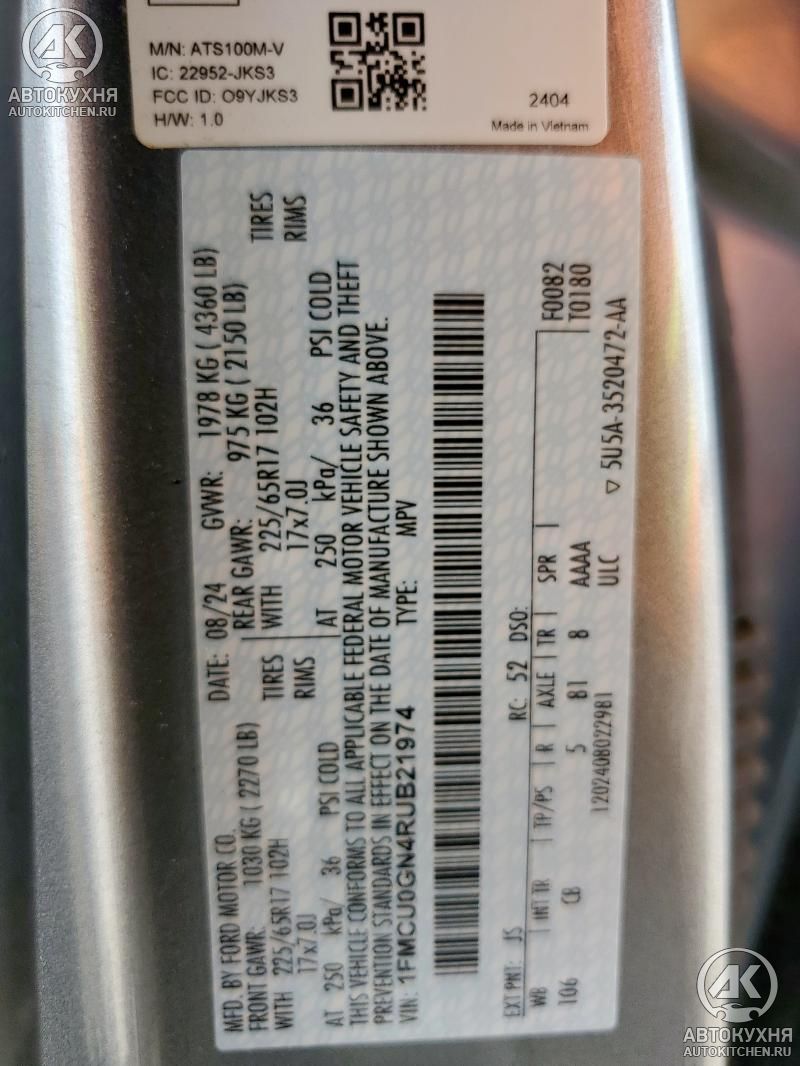 АВТОКУХНЯ
AUTOKITCHEN.RU
M/N: ATS100M-V
IC: 22952-JKS3
FCC ID: O9YJKS3
H/W: 1.0
2404
Made in Vietnam
MFD. BY FORD MOTOR CO. DATE: 08/24 GVWR: 1978 KG ( 4360 LB)
FRONT GAWR: 1030 KG ( 2270 LB) REAR GAWR: 975 KG ( 2150 LB)
WITH 225/65R17 102H TIRES WITH 225/65R17 102H TIRES
17x7.0J RIMS 17x7.0J RIMS
AT 250 kPa/ 36 PSI COLD AT 250 kPa/ 36 PSI COLD
THIS VEHICLE CONFORMS TO ALL APPLICABLE FEDERAL MOTOR VEHICLE SAFETY AND THEFT
PREVENTION STANDARDS IN EFFECT ON THE DATE OF MANUFACTURE SHOWN ABOVE.
VIN: 1FMCU0GN4RUB21974 TYPE: MPV
EXT PNT: JS RC: 52 DSO: F0082
WB INT TR TP/PS R AXLE TR SPR T0180
106 CB 5 81 8 AAAA
1202408022981 ULC ▽ 5U5A-3520472-AA
АВТОКУХНЯ
AUTOKITCHEN.RU